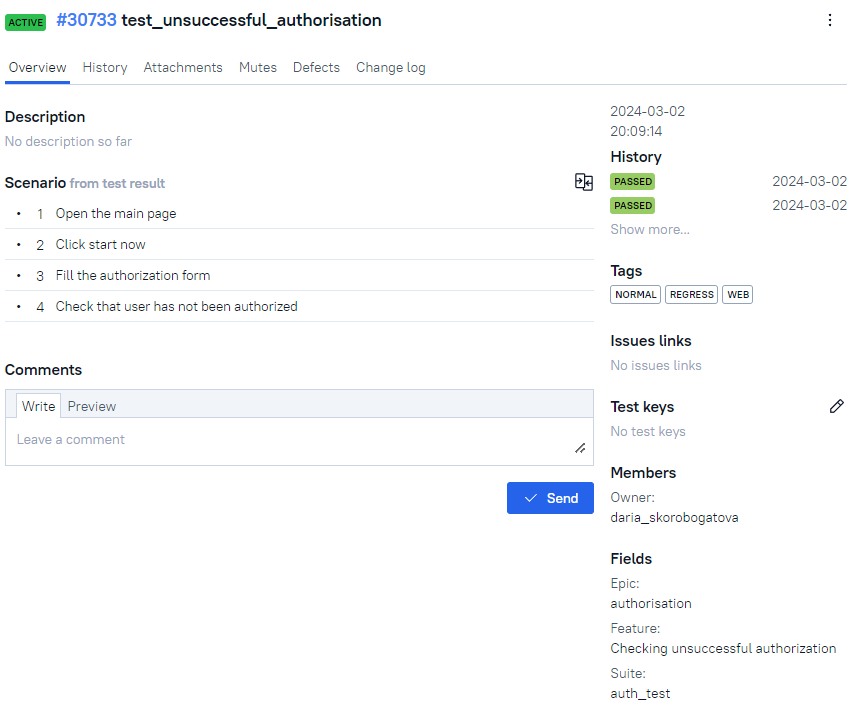 ACTIVE #30733 test_unsuccessful_authorisation
Overview History Attachments Mutes Defects Change log
Description
No description so far
Scenario from test result
• 1 Open the main page
• 2 Click start now
• 3 Fill the authorization form
• 4 Check that user has not been authorized
Comments
Write Preview
Leave a comment
Send
2024-03-02
20:09:14
History
PASSED 2024-03-02
PASSED 2024-03-02
Show more...
Tags
NORMAL REGRESS WEB
Issues links
No issues links
Test keys
No test keys
Members
Owner:
daria_skorobogatova
Fields
Epic:
authorisation
Feature:
Checking unsuccessful authorization
Suite:
auth_test